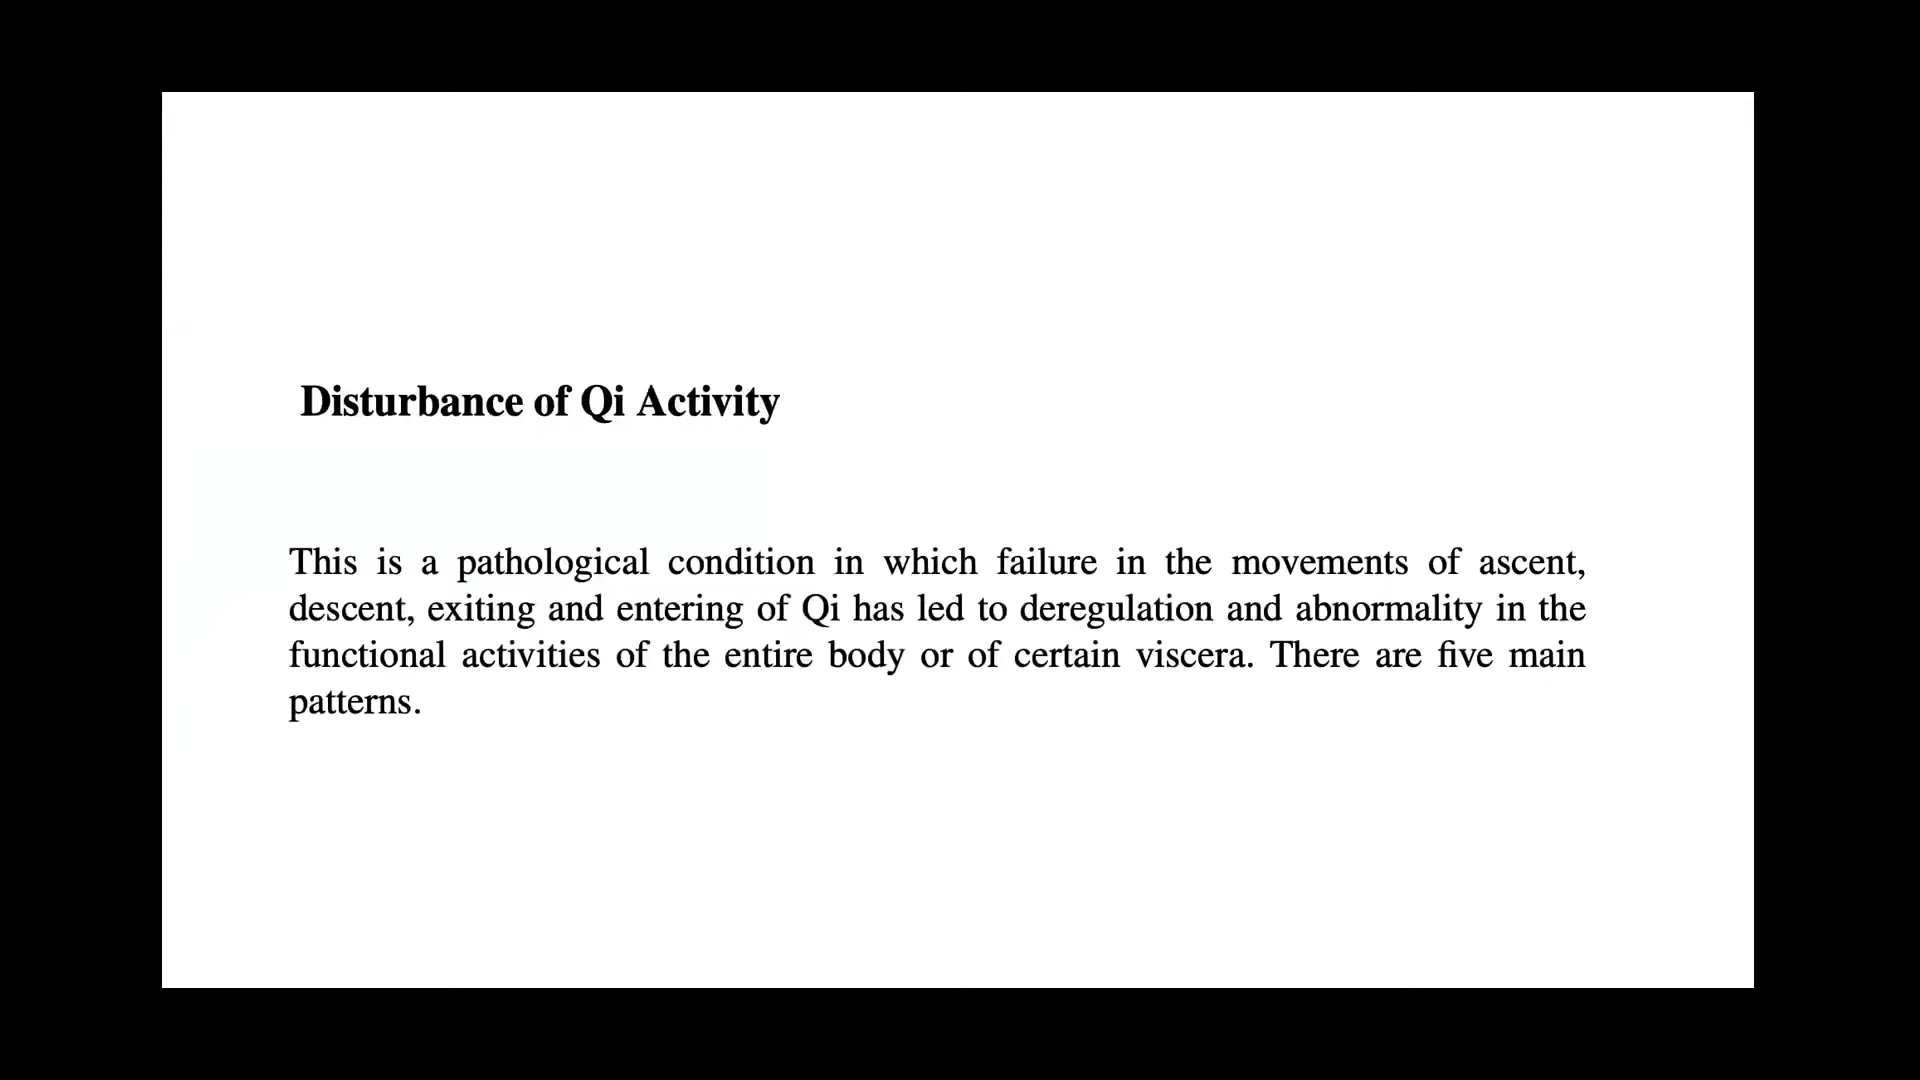 Disturbance of Qi Activity
This is a pathological condition in which failure in the movements of ascent,
descent, exiting and entering of Qi has led to deregulation and abnormality in the
functional activities of the entire body or of certain viscera. There are five main
patterns.